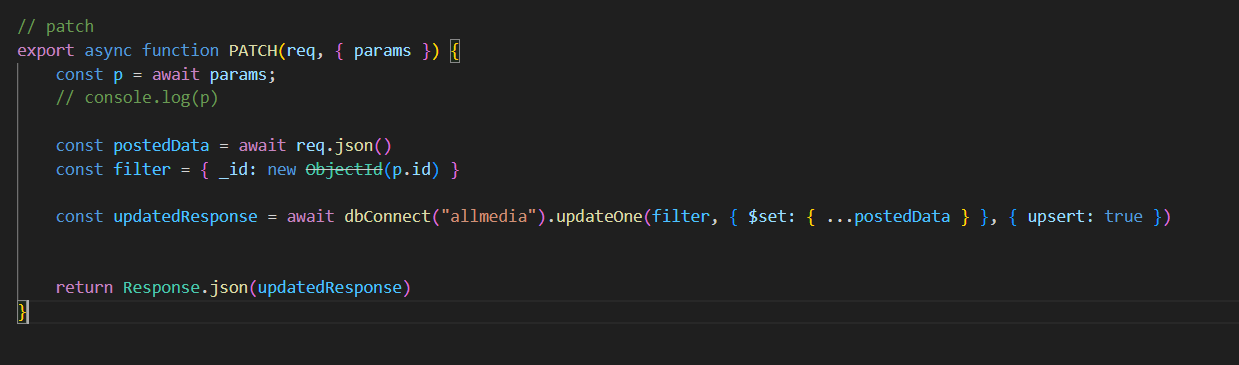 // patch
export async function PATCH(req, { params }) {
    const p = await params;
    // console.log(p)
    const postedData = await req.json()
    const filter = { _id: new ObjectId(p.id) }
    const updatedResponse = await dbConnect("allmedia").updateOne(filter, { $set: { ...postedData } }, { upsert: true })
    return Response.json(updatedResponse)
}